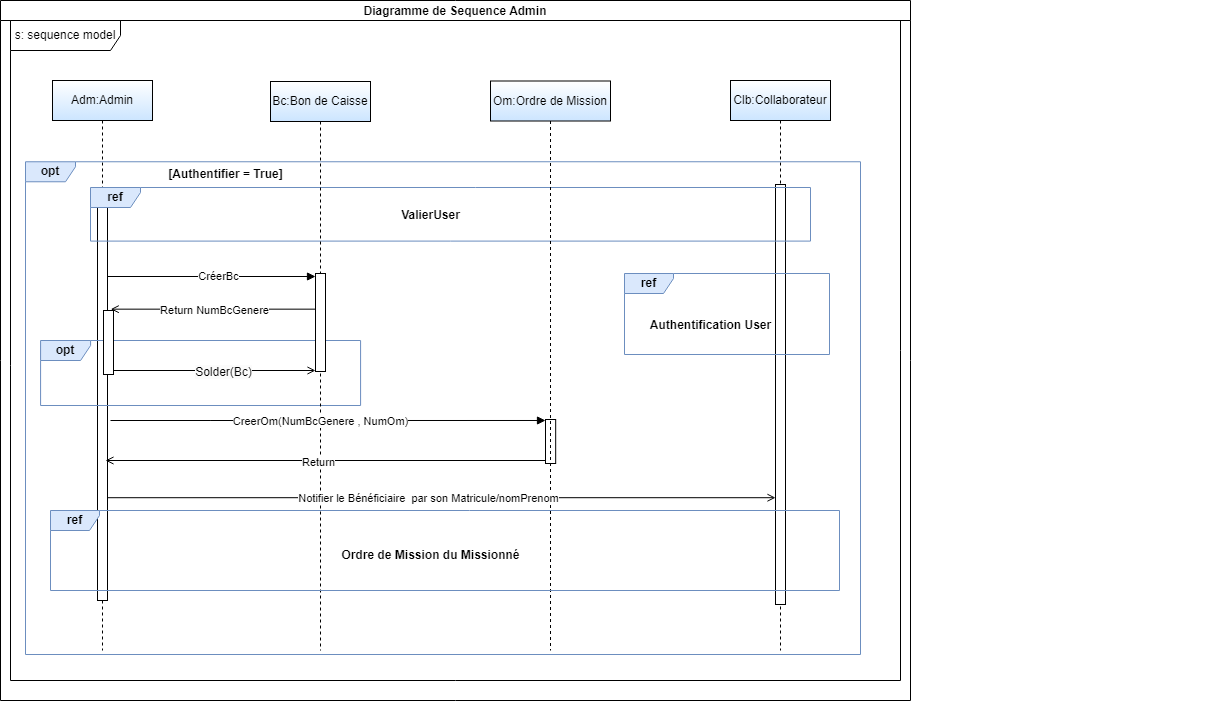 Diagramme de Sequence Admin
s: sequence model
Adm:Admin
Bc:Bon de Caisse
Om:Ordre de Mission
Clb:Collaborateur
opt
[Authentifier = True]
ref
ValierUser
CréerBc
ref
Return NumBcGenere
Authentification User
opt
Solder(Bc)
CreerOm(NumBcGenere , NumOm)
Return
Notifier le Bénéficiaire par son Matricule/nomPrenom
ref
Ordre de Mission du Missionné